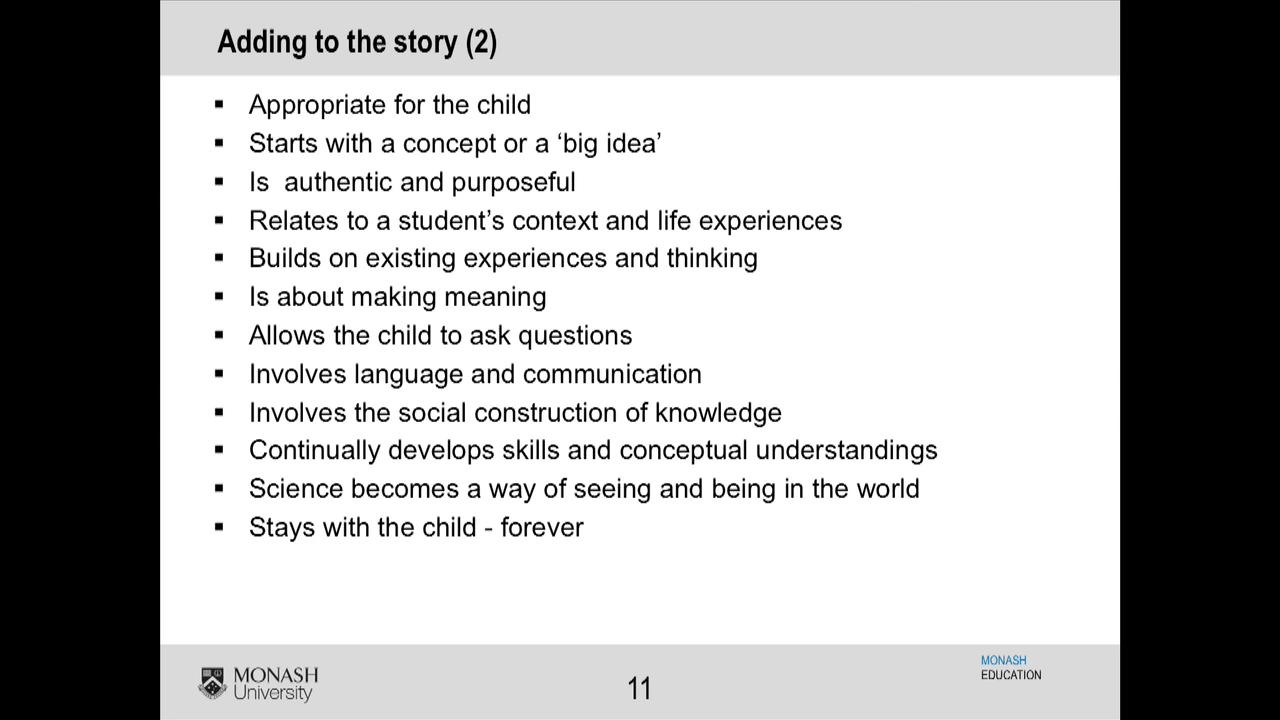 Adding to the story (2)
▪ Appropriate for the child
▪ Starts with a concept or a ‘big idea’
▪ Is  authentic and purposeful
▪ Relates to a student’s context and life experiences
▪ Builds on existing experiences and thinking
▪ Is about making meaning
▪ Allows the child to ask questions
▪ Involves language and communication
▪ Involves the social construction of knowledge
▪ Continually develops skills and conceptual understandings
▪ Science becomes a way of seeing and being in the world
▪ Stays with the child - forever
MONASH
University
11
MONASH
EDUCATION